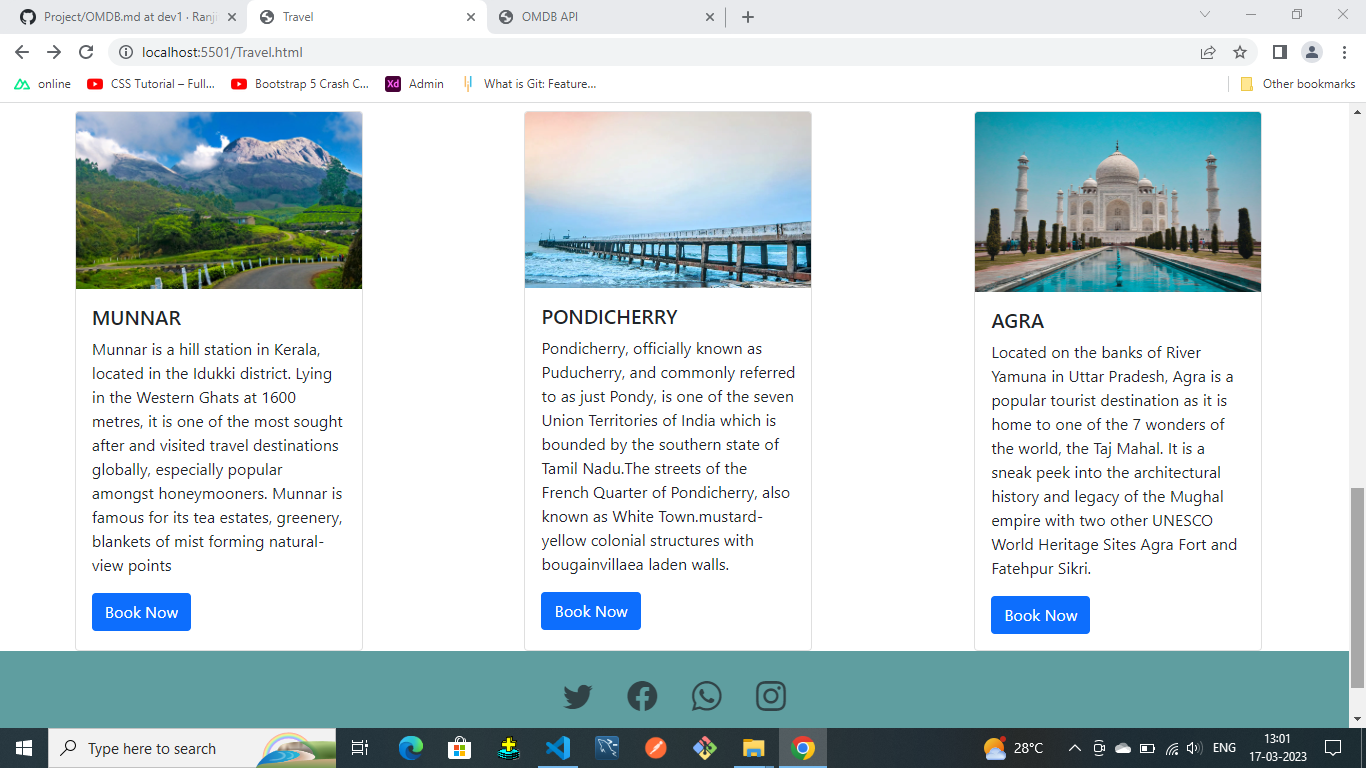 Project/OMDB.md at dev1 · Ranji
Travel
OMDB API
localhost:5501/Travel.html
online
CSS Tutorial – Full...
Bootstrap 5 Crash C...
Xd
Admin
What is Git: Feature...
Other bookmarks
MUNNAR
Munnar is a hill station in Kerala,
located in the Idukki district. Lying
in the Western Ghats at 1600
metres, it is one of the most sought
after and visited travel destinations
globally, especially popular
amongst honeymooners. Munnar is
famous for its tea estates, greenery,
blankets of mist forming natural-
view points
Book Now
PONDICHERRY
Pondicherry, officially known as
Puducherry, and commonly referred
to as just Pondy, is one of the seven
Union Territories of India which is
bounded by the southern state of
Tamil Nadu.The streets of the
French Quarter of Pondicherry, also
known as White Town.mustard-
yellow colonial structures with
bougainvillaea laden walls.
Book Now
AGRA
Located on the banks of River
Yamuna in Uttar Pradesh, Agra is a
popular tourist destination as it is
home to one of the 7 wonders of
the world, the Taj Mahal. It is a
sneak peek into the architectural
history and legacy of the Mughal
empire with two other UNESCO
World Heritage Sites Agra Fort and
Fatehpur Sikri.
Book Now
Type here to search
28°C
ENG
13:01
17-03-2023